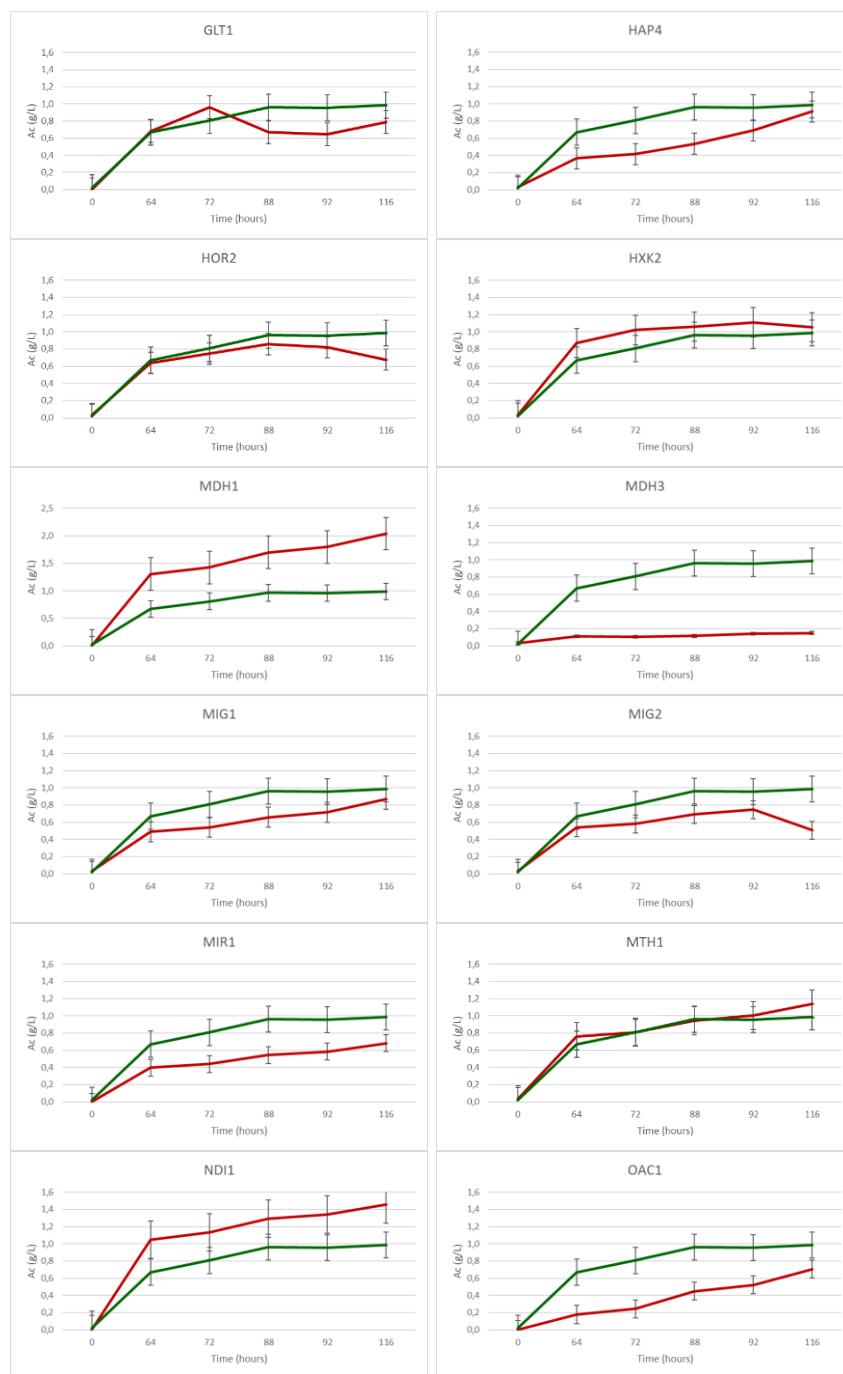 GLT1
1,6
1,4
1,2
1,0
0,8
0,6
0,4
0,2
0,0
Ac (g/L)
0 64 72 88 92 116
Time (hours)
HAP4
1,6
1,4
1,2
1,0
0,8
0,6
0,4
0,2
0,0
Ac (g/L)
0 64 72 88 92 116
Time (hours)
HOR2
1,6
1,4
1,2
1,0
0,8
0,6
0,4
0,2
0,0
Ac (g/L)
0 64 72 88 92 116
Time (hours)
HXK2
1,6
1,4
1,2
1,0
0,8
0,6
0,4
0,2
0,0
Ac (g/L)
0 64 72 88 92 116
Time (hours)
MDH1
2,5
2,0
1,5
1,0
0,5
0,0
Ac (g/L)
0 64 72 88 92 116
Time (hours)
MDH3
1,6
1,4
1,2
1,0
0,8
0,6
0,4
0,2
0,0
Ac (g/L)
0 64 72 88 92 116
Time (hours)
MIG1
1,6
1,4
1,2
1,0
0,8
0,6
0,4
0,2
0,0
Ac (g/L)
0 64 72 88 92 116
Time (hours)
MIG2
1,6
1,4
1,2
1,0
0,8
0,6
0,4
0,2
0,0
Ac (g/L)
0 64 72 88 92 116
Time (hours)
MIR1
1,6
1,4
1,2
1,0
0,8
0,6
0,4
0,2
0,0
Ac (g/L)
0 64 72 88 92 116
Time (hours)
MTH1
1,6
1,4
1,2
1,0
0,8
0,6
0,4
0,2
0,0
Ac (g/L)
0 64 72 88 92 116
Time (hours)
NDI1
1,6
1,4
1,2
1,0
0,8
0,6
0,4
0,2
0,0
Ac (g/L)
0 64 72 88 92 116
Time (hours)
OAC1
1,6
1,4
1,2
1,0
0,8
0,6
0,4
0,2
0,0
Ac (g/L)
0 64 72 88 92 116
Time (hours)